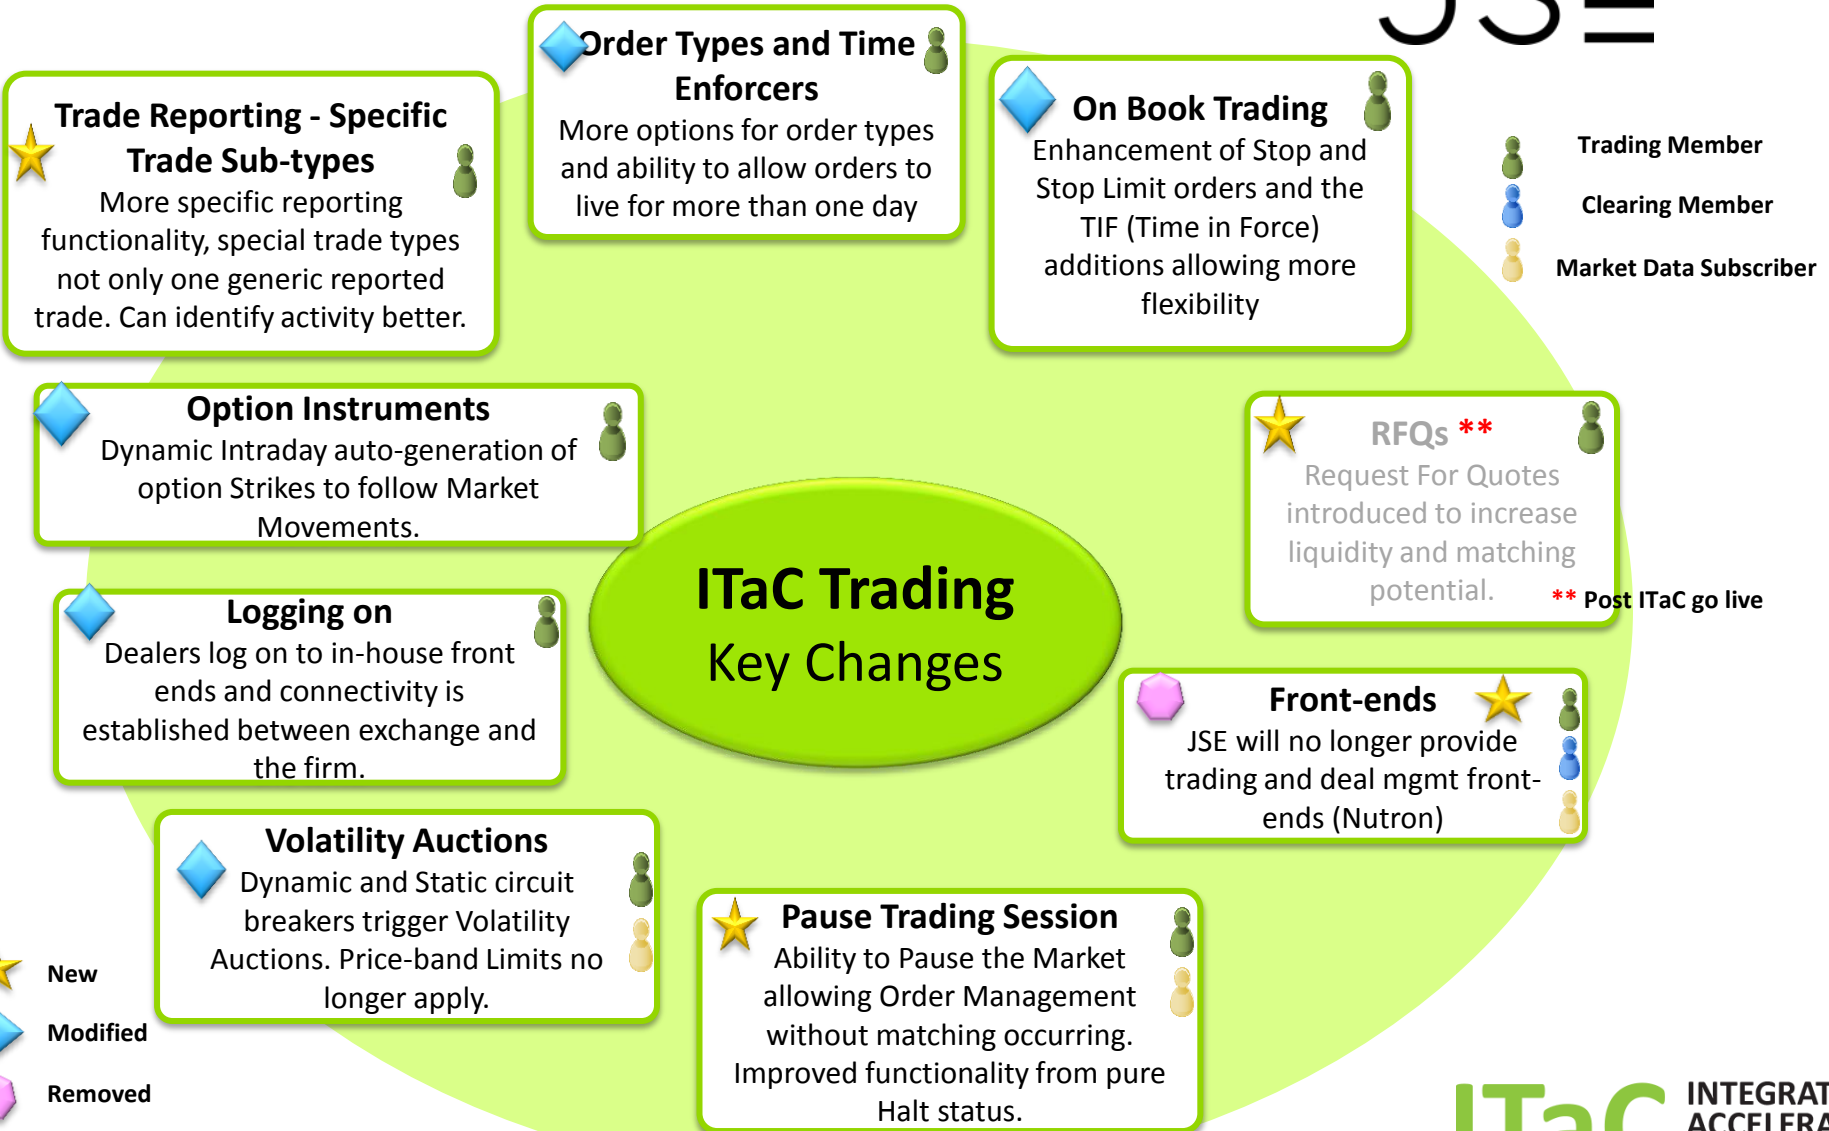 JSE
Order Types and Time
Enforcers
More options for order types
and ability to allow orders to
live for more than one day
Trade Reporting - Specific
Trade Sub-types
More specific reporting
functionality, special trade types
not only one generic reported
trade. Can identify activity better.
On Book Trading
Enhancement of Stop and
Stop Limit orders and the
TIF (Time in Force)
additions allowing more
flexibility
Trading Member
Clearing Member
Market Data Subscriber
Option Instruments
Dynamic Intraday auto-generation of
option Strikes to follow Market
Movements.
RFQs **
Request For Quotes
introduced to increase
liquidity and matching
potential.
** Post ITaC go live
ITaC Trading
Key Changes
Logging on
Dealers log on to in-house front
ends and connectivity is
established between exchange and
the firm.
Front-ends
JSE will no longer provide
trading and deal mgmt front-
ends (Nutron)
Volatility Auctions
Dynamic and Static circuit
breakers trigger Volatility
Auctions. Price-band Limits no
longer apply.
Pause Trading Session
Ability to Pause the Market
allowing Order Management
without matching occurring.
Improved functionality from pure
Halt status.
New
Modified
Removed
ITaC
INTEGRAT
ACCELERA